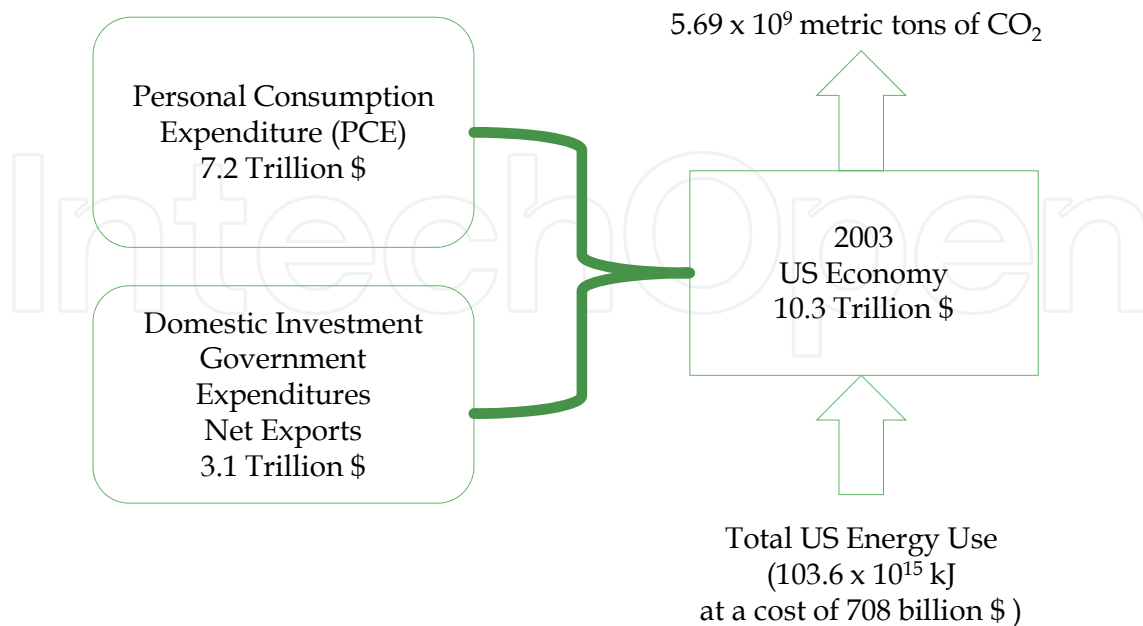 5.69 x 10⁹ metric tons of CO₂
Personal Consumption
Expenditure (PCE)
7.2 Trillion $
Domestic Investment
Government
Expenditures
Net Exports
3.1 Trillion $
2003
US Economy
10.3 Trillion $
Total US Energy Use
(103.6 x 10¹⁵ kJ
at a cost of 708 billion $ )
IntechOpen